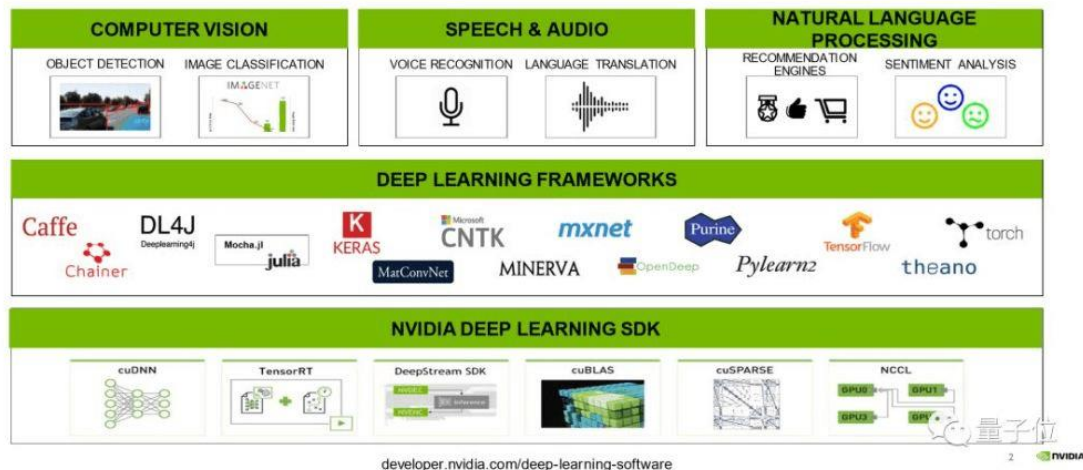 COMPUTER VISION
OBJECT DETECTION
IMAGE CLASSIFICATION
IMAGENET
SPEECH & AUDIO
VOICE RECOGNITION
LANGUAGE TRANSLATION
NATURAL LANGUAGE
PROCESSING
RECOMMENDATION
ENGINES
SENTIMENT ANALYSIS
DEEP LEARNING FRAMEWORKS
Caffe
Chainer
DL4J
Deeplearning4j
Mocha.jl
julia
K
KERAS
MatConvNet
Microsoft
CNTK
MINERVA
mxnet
OpenDeep
Purine
Pylearn2
TensorFlow
theano
torch
NVIDIA DEEP LEARNING SDK
cuDNN
TensorRT
DeepStream SDK
NVDEC
NVENC
Inference
cuBLAS
cuSPARSE
NCCL
GPU0
GPU1
GPU3
量子位
developer.nvidia.com/deep-learning-software
2
NVIDIA